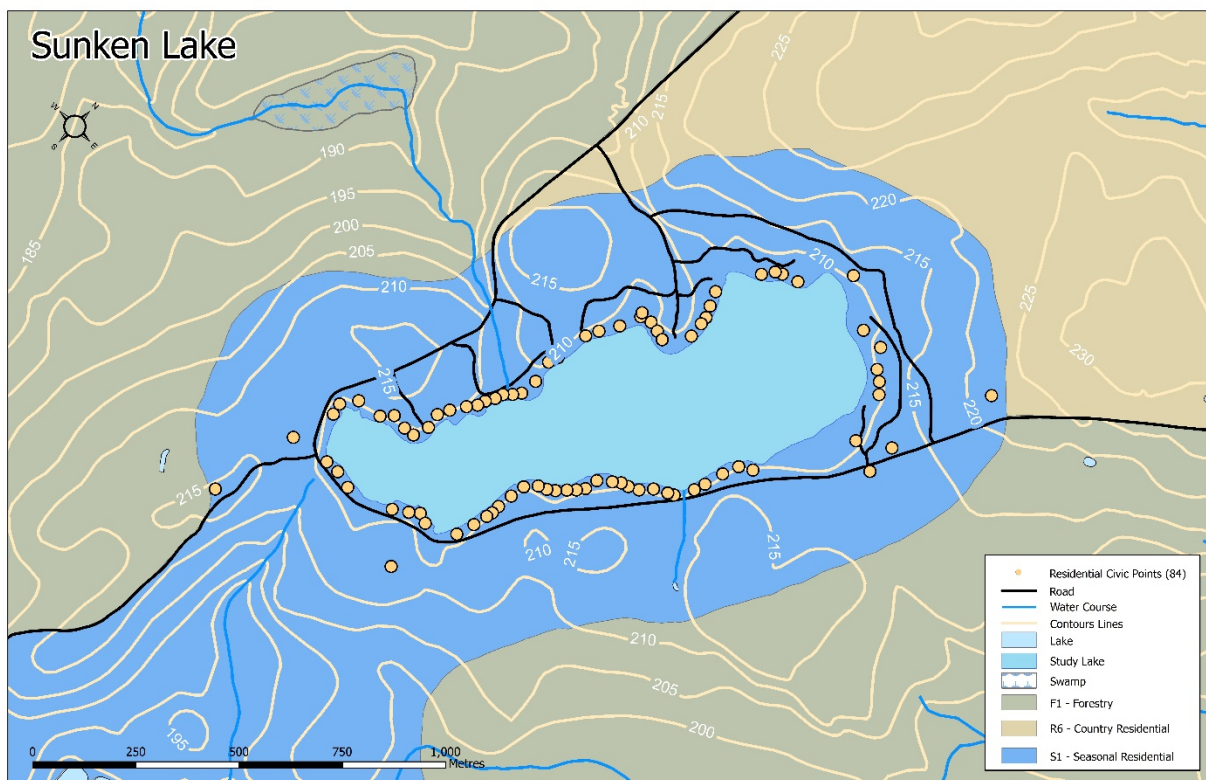 Sunken Lake
W
N
S
E
225
215
210
190
195
200
205
185
210
220
215
210
215
225
230
215
210
215
220
215
210
215
215
210
205
200
195
0 250 500 750 1,000
Metres
Residential Civic Points (84)
Road
Water Course
Contours Lines
Lake
Study Lake
Swamp
F1 - Forestry
R6 - Country Residential
S1 - Seasonal Residential